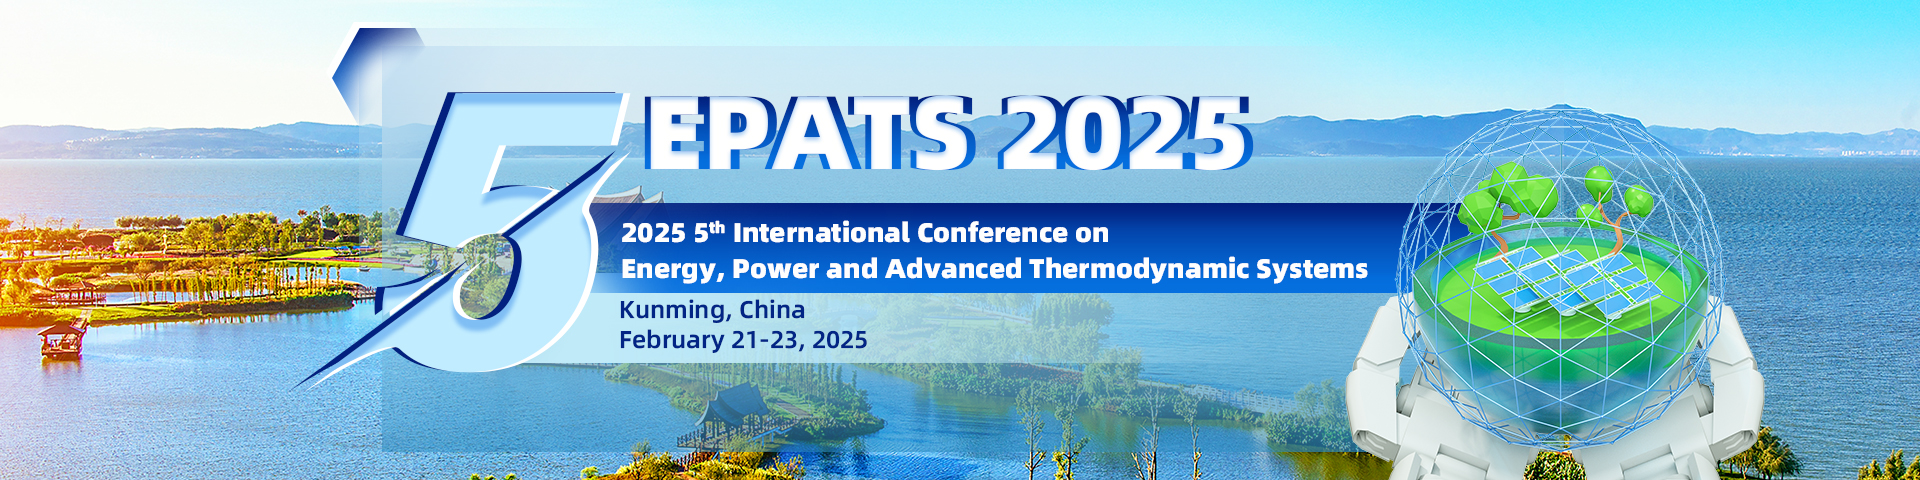 5
EPATS 2025
2025 5th International Conference on
Energy, Power and Advanced Thermodynamic Systems
Kunming, China
February 21-23, 2025